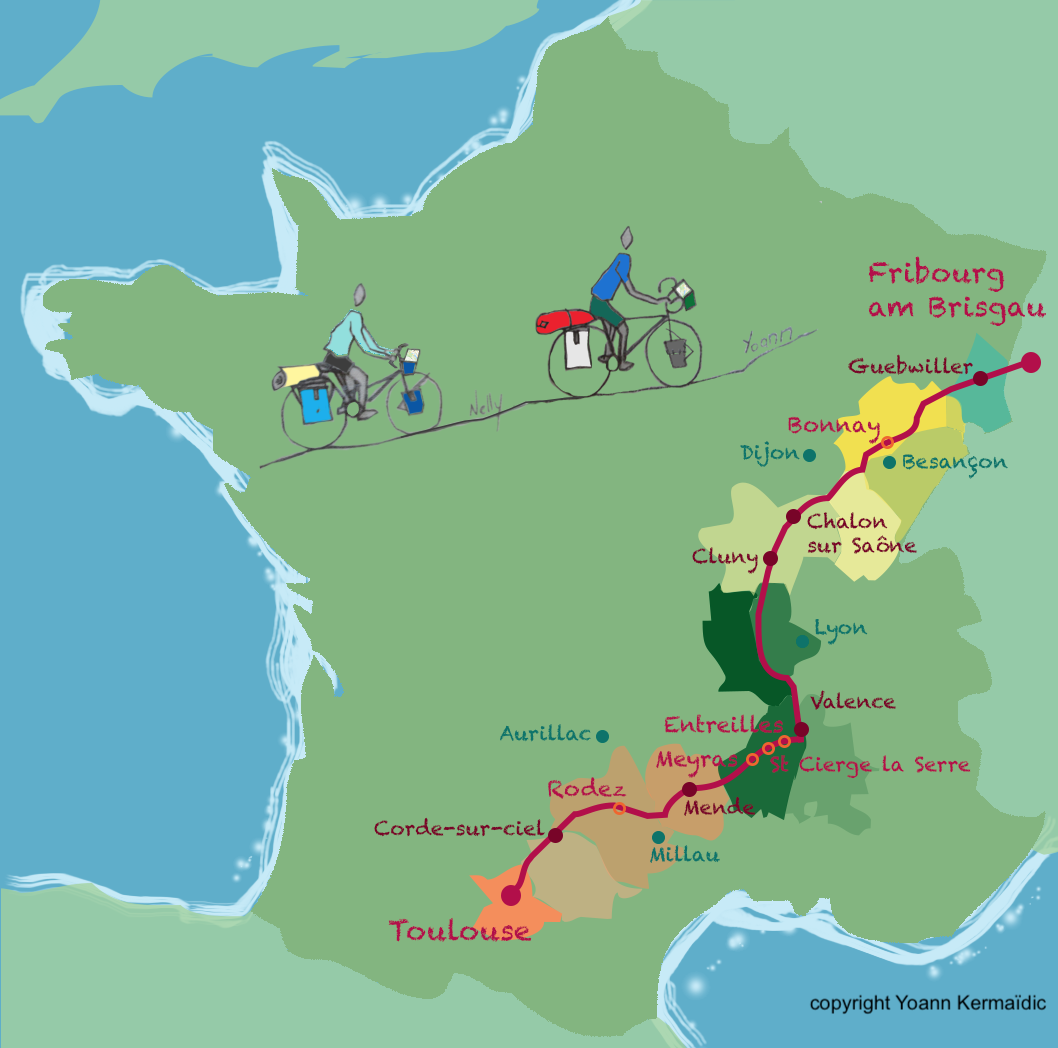 Fribourg
am Brisgau
Yoann
Guebwiller
Nelly
Bonnay
Dijon
Besançon
Chalon
sur Saône
Cluny
Lyon
Valence
Entreilles
Aurillac
Meyras
St Cierge la Serre
Rodez
Mende
Corde-sur-ciel
Millau
Toulouse
copyright Yoann Kermaïdic